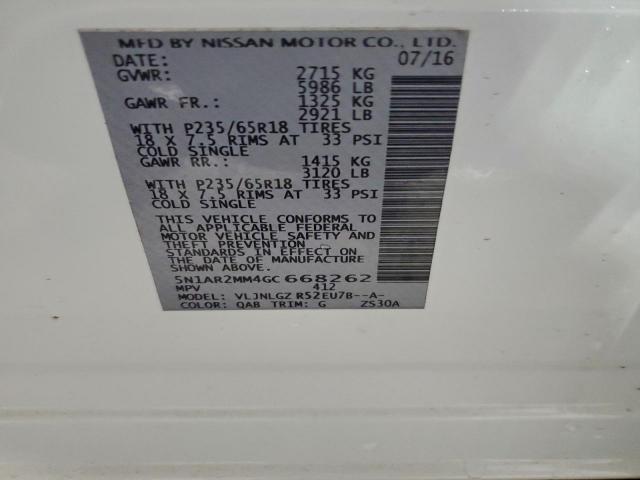 MFD BY NISSAN MOTOR CO., LTD.
DATE: 07/16
GVWR: 2715 KG
5986 LB
GAWR FR.: 1325 KG
2921 LB
WITH P235/65R18 TIRES
18 X 7.5 RIMS AT 33 PSI
COLD SINGLE
GAWR RR.: 1415 KG
3120 LB
WITH P235/65R18 TIRES
18 X 7.5 RIMS AT 33 PSI
COLD SINGLE
THIS VEHICLE CONFORMS TO
ALL APPLICABLE FEDERAL
MOTOR VEHICLE SAFETY AND
THEFT PREVENTION
STANDARDS IN EFFECT ON
DATE OF MANUFACTURE
SHOWN ABOVE.
5N1AR2MM4GC668262
MPV 412
MODEL: VLJNLGZ R52EU7B--A-
COLOR: QAB TRIM: G ZS30A